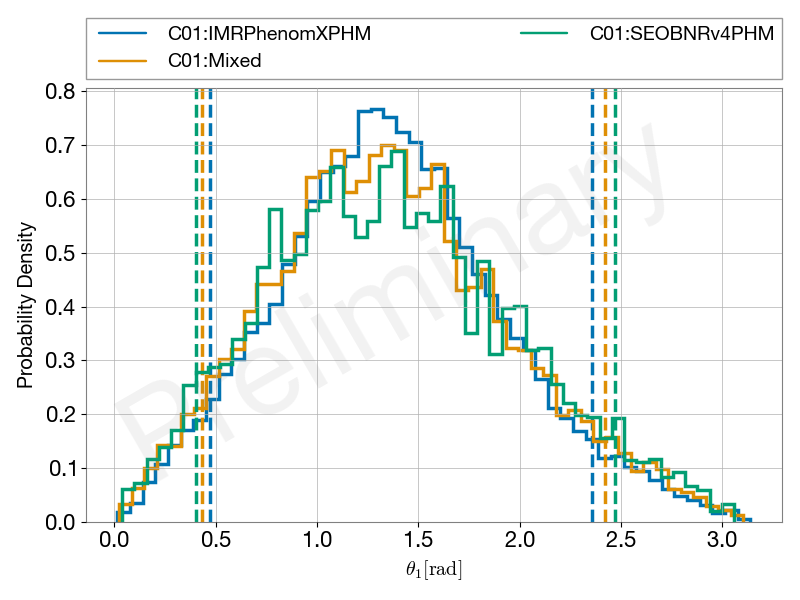 C01:IMRPhenomXPHM
C01:SEOBNRv4PHM
C01:Mixed
0.8
0.7
0.6
0.5
0.4
0.3
0.2
0.1
0.0
Probability Density
Preliminary
0.0 0.5 1.0 1.5 2.0 2.5 3.0
θ₁[rad]